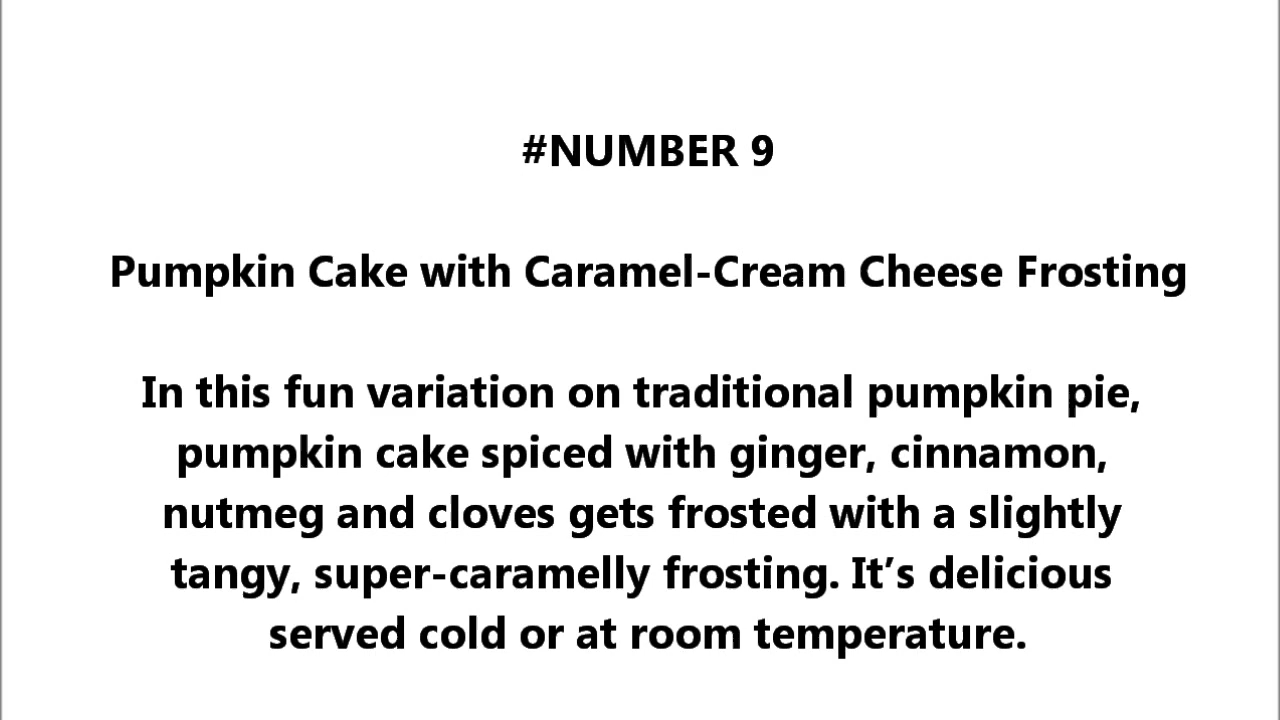 #NUMBER 9
Pumpkin Cake with Caramel-Cream Cheese Frosting
In this fun variation on traditional pumpkin pie,
pumpkin cake spiced with ginger, cinnamon,
nutmeg and cloves gets frosted with a slightly
tangy, super-caramelly frosting. It’s delicious
served cold or at room temperature.